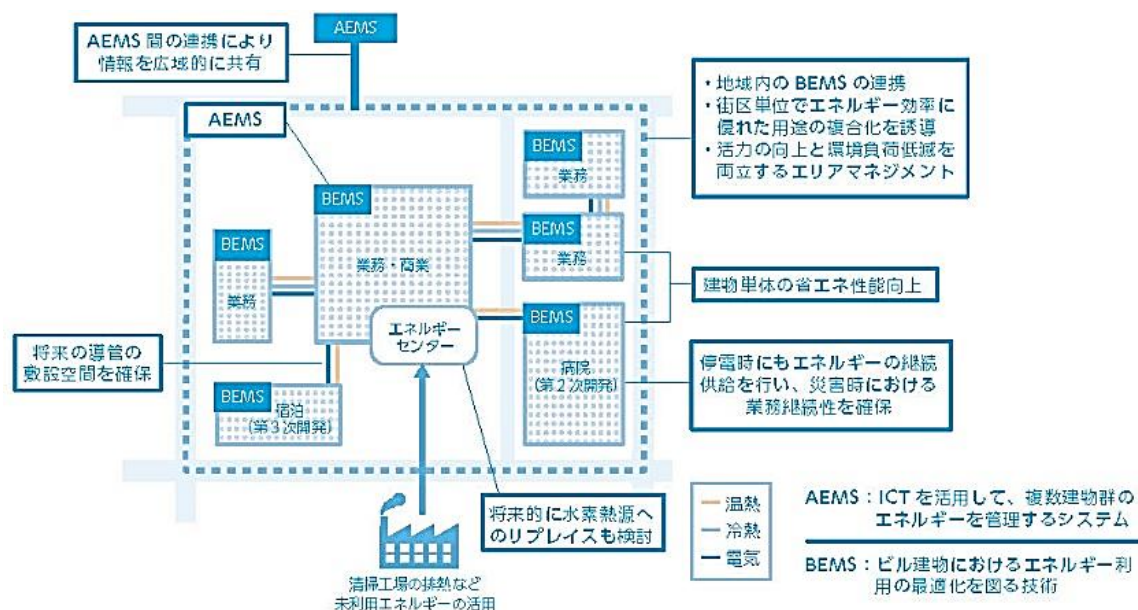 AEMS
AEMS 間の連携により
情報を広域的に共有
AEMS
・地域内の BEMS の連携
・街区単位でエネルギー効率に
優れた用途の複合化を誘導
・活力の向上と環境負荷低減を
両立するエリアマネジメント
BEMS
業務
BEMS
業務・商業
BEMS
業務
BEMS
業務
建物単体の省エネ性能向上
エネルギー
センター
BEMS
病院
(第2次開発)
将来の導管の
敷設空間を確保
停電時にもエネルギーの継続
供給を行い、災害時における
業務継続性を確保
BEMS
宿泊
(第3次開発)
将来的に水素熱源へ
のリプレイスも検討
清掃工場の排熱など
未利用エネルギーの活用
温熱
冷熱
電気
AEMS：ICT を活用して、複数建物群の
エネルギーを管理するシステム
BEMS：ビル建物におけるエネルギー利
用の最適化を図る技術